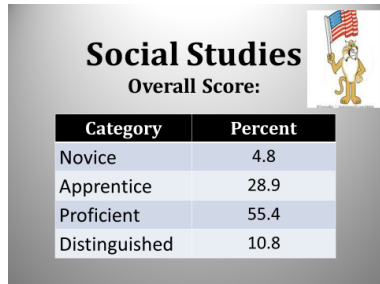 Social Studies
Overall Score:
Category Percent
Novice 4.8
Apprentice 28.9
Proficient 55.4
Distinguished 10.8